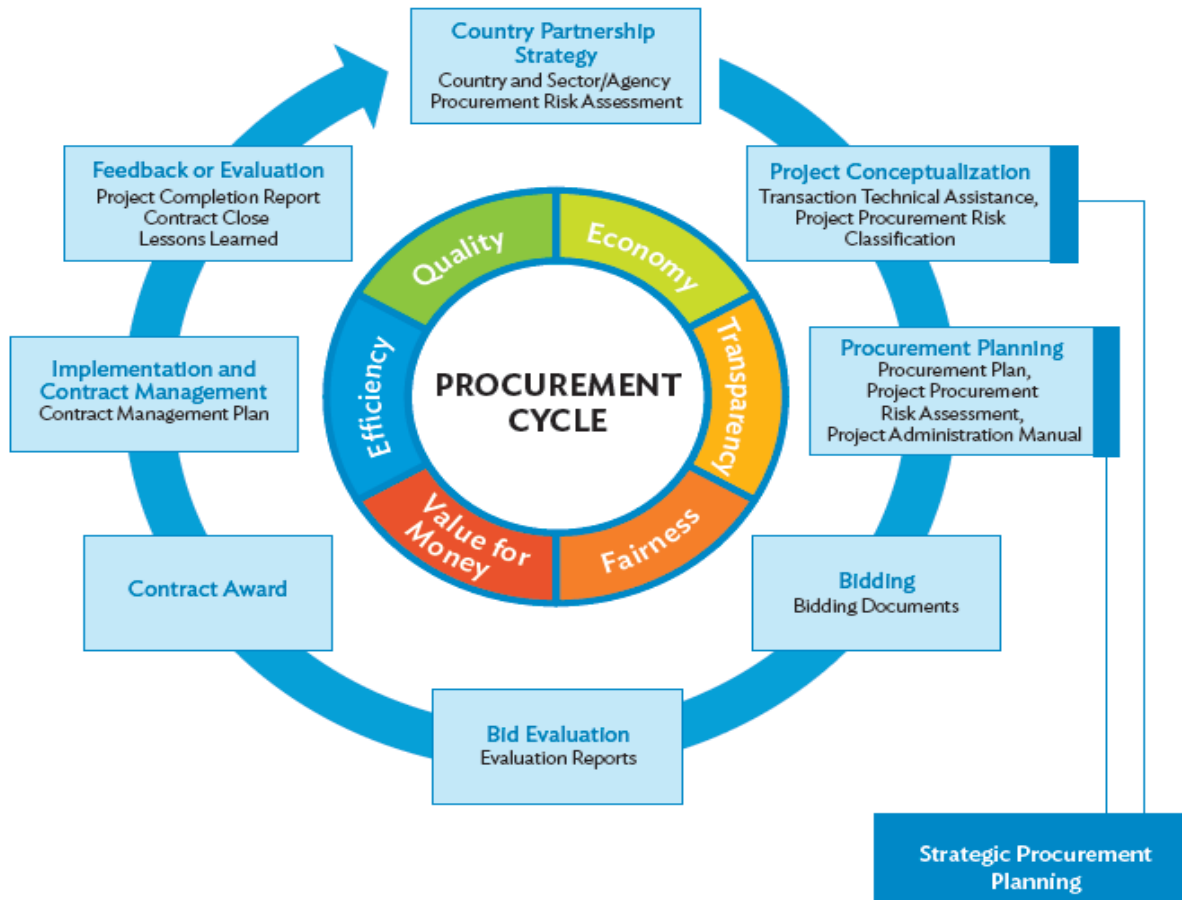 Country Partnership
Strategy
Country and Sector/Agency
Procurement Risk Assessment
Project Conceptualization
Transaction Technical Assistance,
Project Procurement Risk
Classification
Procurement Planning
Procurement Plan,
Project Procurement
Risk Assessment,
Project Administration Manual
Bidding
Bidding Documents
Bid Evaluation
Evaluation Reports
Contract Award
Implementation and
Contract Management
Contract Management Plan
Feedback or Evaluation
Project Completion Report
Contract Close
Lessons Learned
PROCUREMENT
CYCLE
Quality
Economy
Transparency
Fairness
Value for
Money
Efficiency
Strategic Procurement
Planning